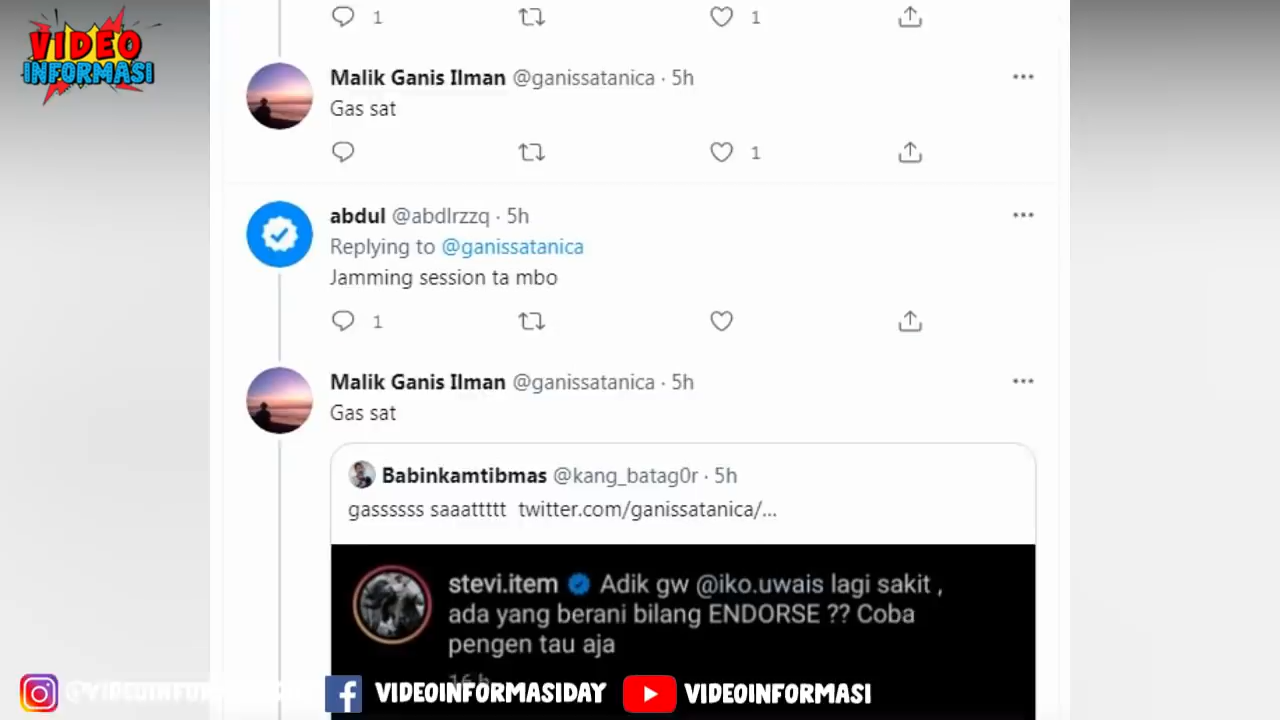 VIDEO
INFORMASI
1 1
Malik Ganis Ilman @ganissatanica · 5h
Gas sat
1
abdul @abdlrzzq · 5h
Replying to @ganissatanica
Jamming session ta mbo
1
Malik Ganis Ilman @ganissatanica · 5h
Gas sat
Babinkamtibmas @kang_batag0r · 5h
gassssss saaattttt twitter.com/ganissatanica/...
stevi.item Adik gw @iko.uwais lagi sakit ,
ada yang berani bilang ENDORSE ?? Coba
pengen tau aja
VIDEOINFORMASIDAY VIDEOINFORMASI